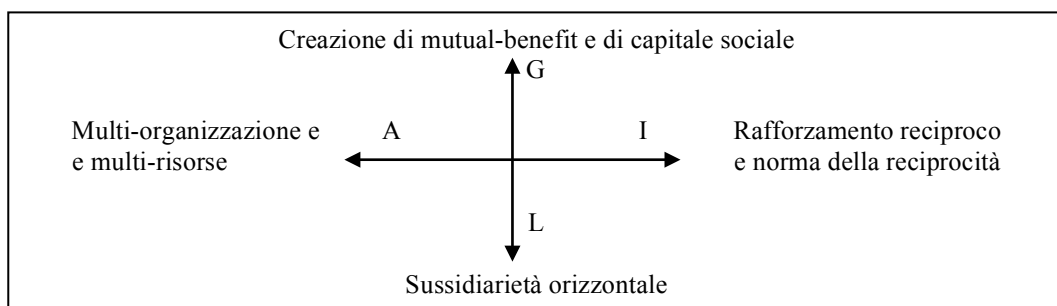 Creazione di mutual-benefit e di capitale sociale
G
Multi-organizzazione e
e multi-risorse
A
I
Rafforzamento reciproco
e norma della reciprocità
L
Sussidiarietà orizzontale